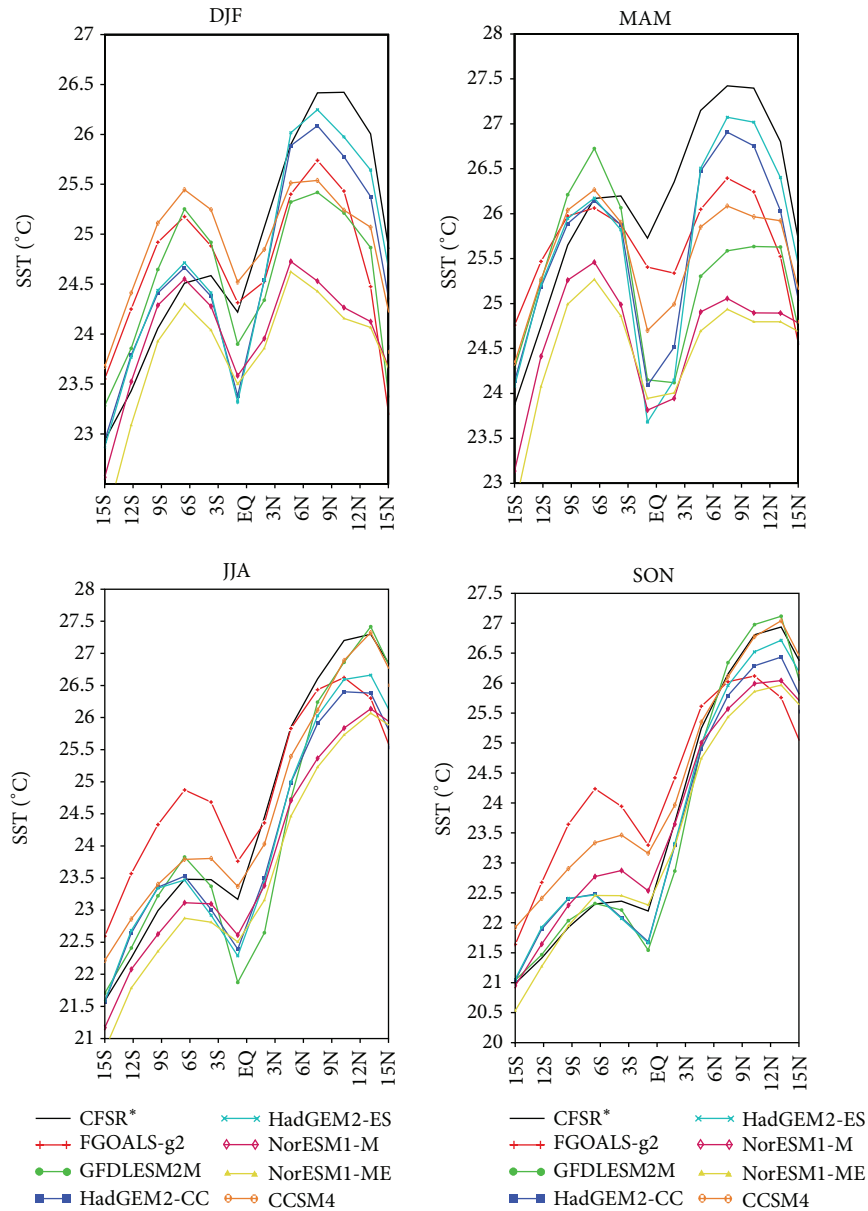 DJF
27
26.5
26
25.5
25
24.5
24
23.5
23
SST (°C)
15S 12S 9S 6S 3S EQ 3N 6N 9N 12N 15N
MAM
28
27.5
27
26.5
26
25.5
25
24.5
24
23.5
23
SST (°C)
15S 12S 9S 6S 3S EQ 3N 6N 9N 12N 15N
JJA
28
27.5
27
26.5
26
25.5
25
24.5
24
23.5
23
22.5
22
21.5
21
SST (°C)
15S 12S 9S 6S 3S EQ 3N 6N 9N 12N 15N
SON
27.5
27
26.5
26
25.5
25
24.5
24
23.5
23
22.5
22
21.5
21
20.5
20
SST (°C)
15S 12S 9S 6S 3S EQ 3N 6N 9N 12N 15N
CFSR*
FGOALS-g2
GFDLESM2M
HadGEM2-CC
HadGEM2-ES
NorESM1-M
NorESM1-ME
CCSM4
CFSR*
FGOALS-g2
GFDLESM2M
HadGEM2-CC
HadGEM2-ES
NorESM1-M
NorESM1-ME
CCSM4